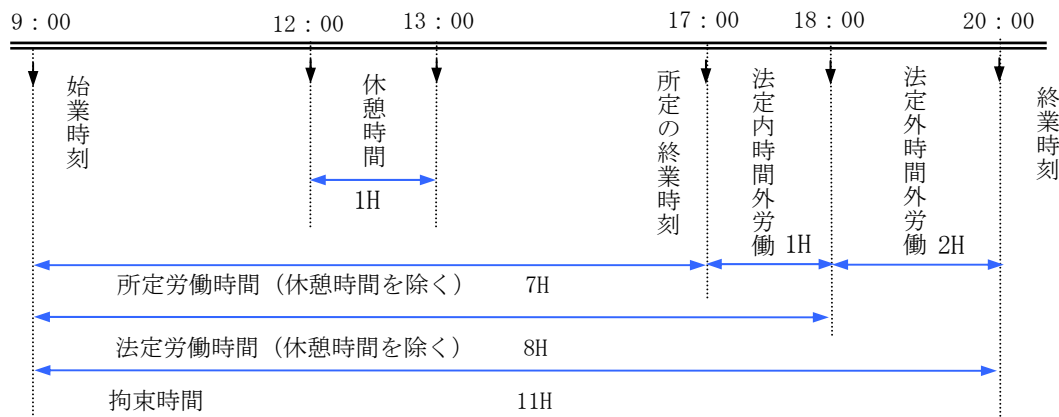 9：00
12：00
13：00
17：00
18：00
20：00
始業時刻
休憩時間
1H
所定の終業時刻
法定内時間外労働 1H
法定外時間外労働 2H
終業時刻
所定労働時間（休憩時間を除く） 7H
法定労働時間（休憩時間を除く） 8H
拘束時間 11H